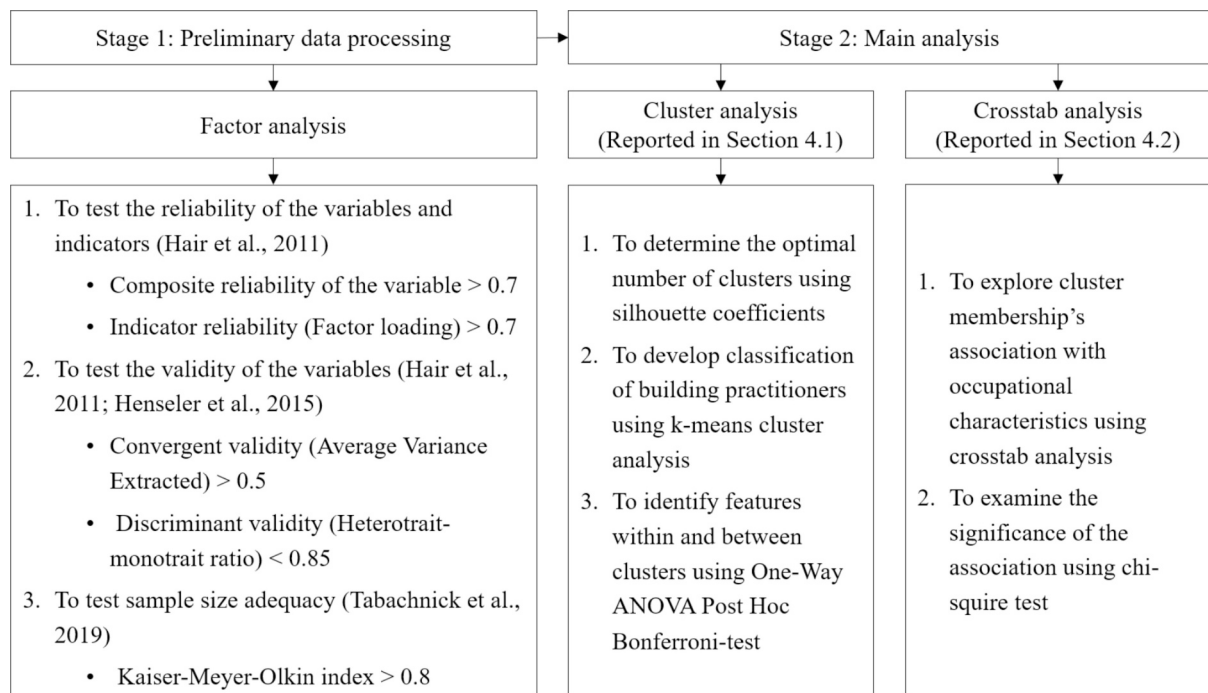 Stage 1: Preliminary data processing
Stage 2: Main analysis
Factor analysis
Cluster analysis
(Reported in Section 4.1)
Crosstab analysis
(Reported in Section 4.2)
1. To test the reliability of the variables and
indicators (Hair et al., 2011)
• Composite reliability of the variable > 0.7
• Indicator reliability (Factor loading) > 0.7
2. To test the validity of the variables (Hair et al.,
2011; Henseler et al., 2015)
• Convergent validity (Average Variance
Extracted) > 0.5
• Discriminant validity (Heterotrait-
monotrait ratio) < 0.85
3. To test sample size adequacy (Tabachnick et al.,
2019)
• Kaiser-Meyer-Olkin index > 0.8
1. To determine the optimal
number of clusters using
silhouette coefficients
2. To develop classification
of building practitioners
using k-means cluster
analysis
3. To identify features
within and between
clusters using One-Way
ANOVA Post Hoc
Bonferroni-test
1. To explore cluster
membership's
association with
occupational
characteristics using
crosstab analysis
2. To examine the
significance of the
association using chi-
squire test